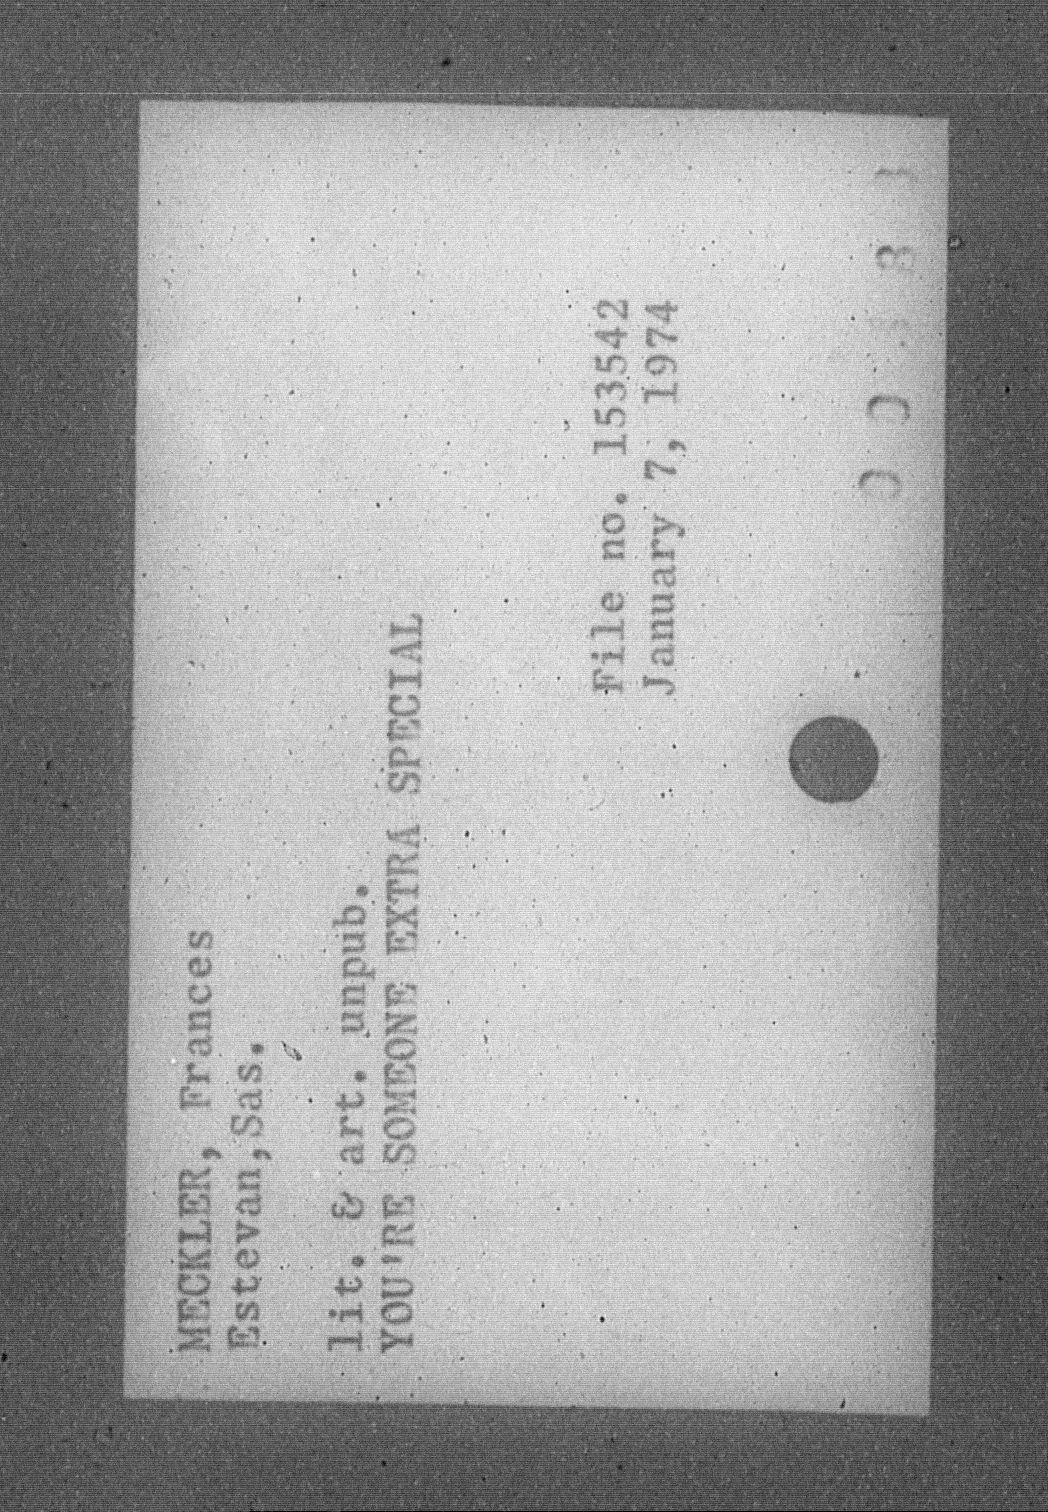 MECKLER, Frances
Estevan,Sas.
lit. & art. unpub.
YOU'RE SOMEONE EXTRA SPECIAL
File no. 153542
January 7, 1974